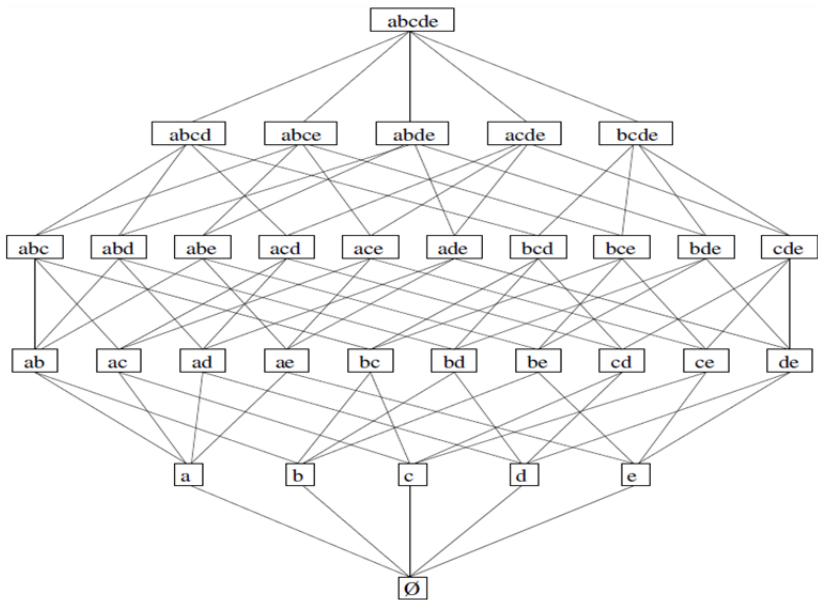 abcde
abcd abce abde acde bcde
abc abd abe acd ace ade bcd bce bde cde
ab ac ad ae bc bd be cd ce de
a b c d e
Ø